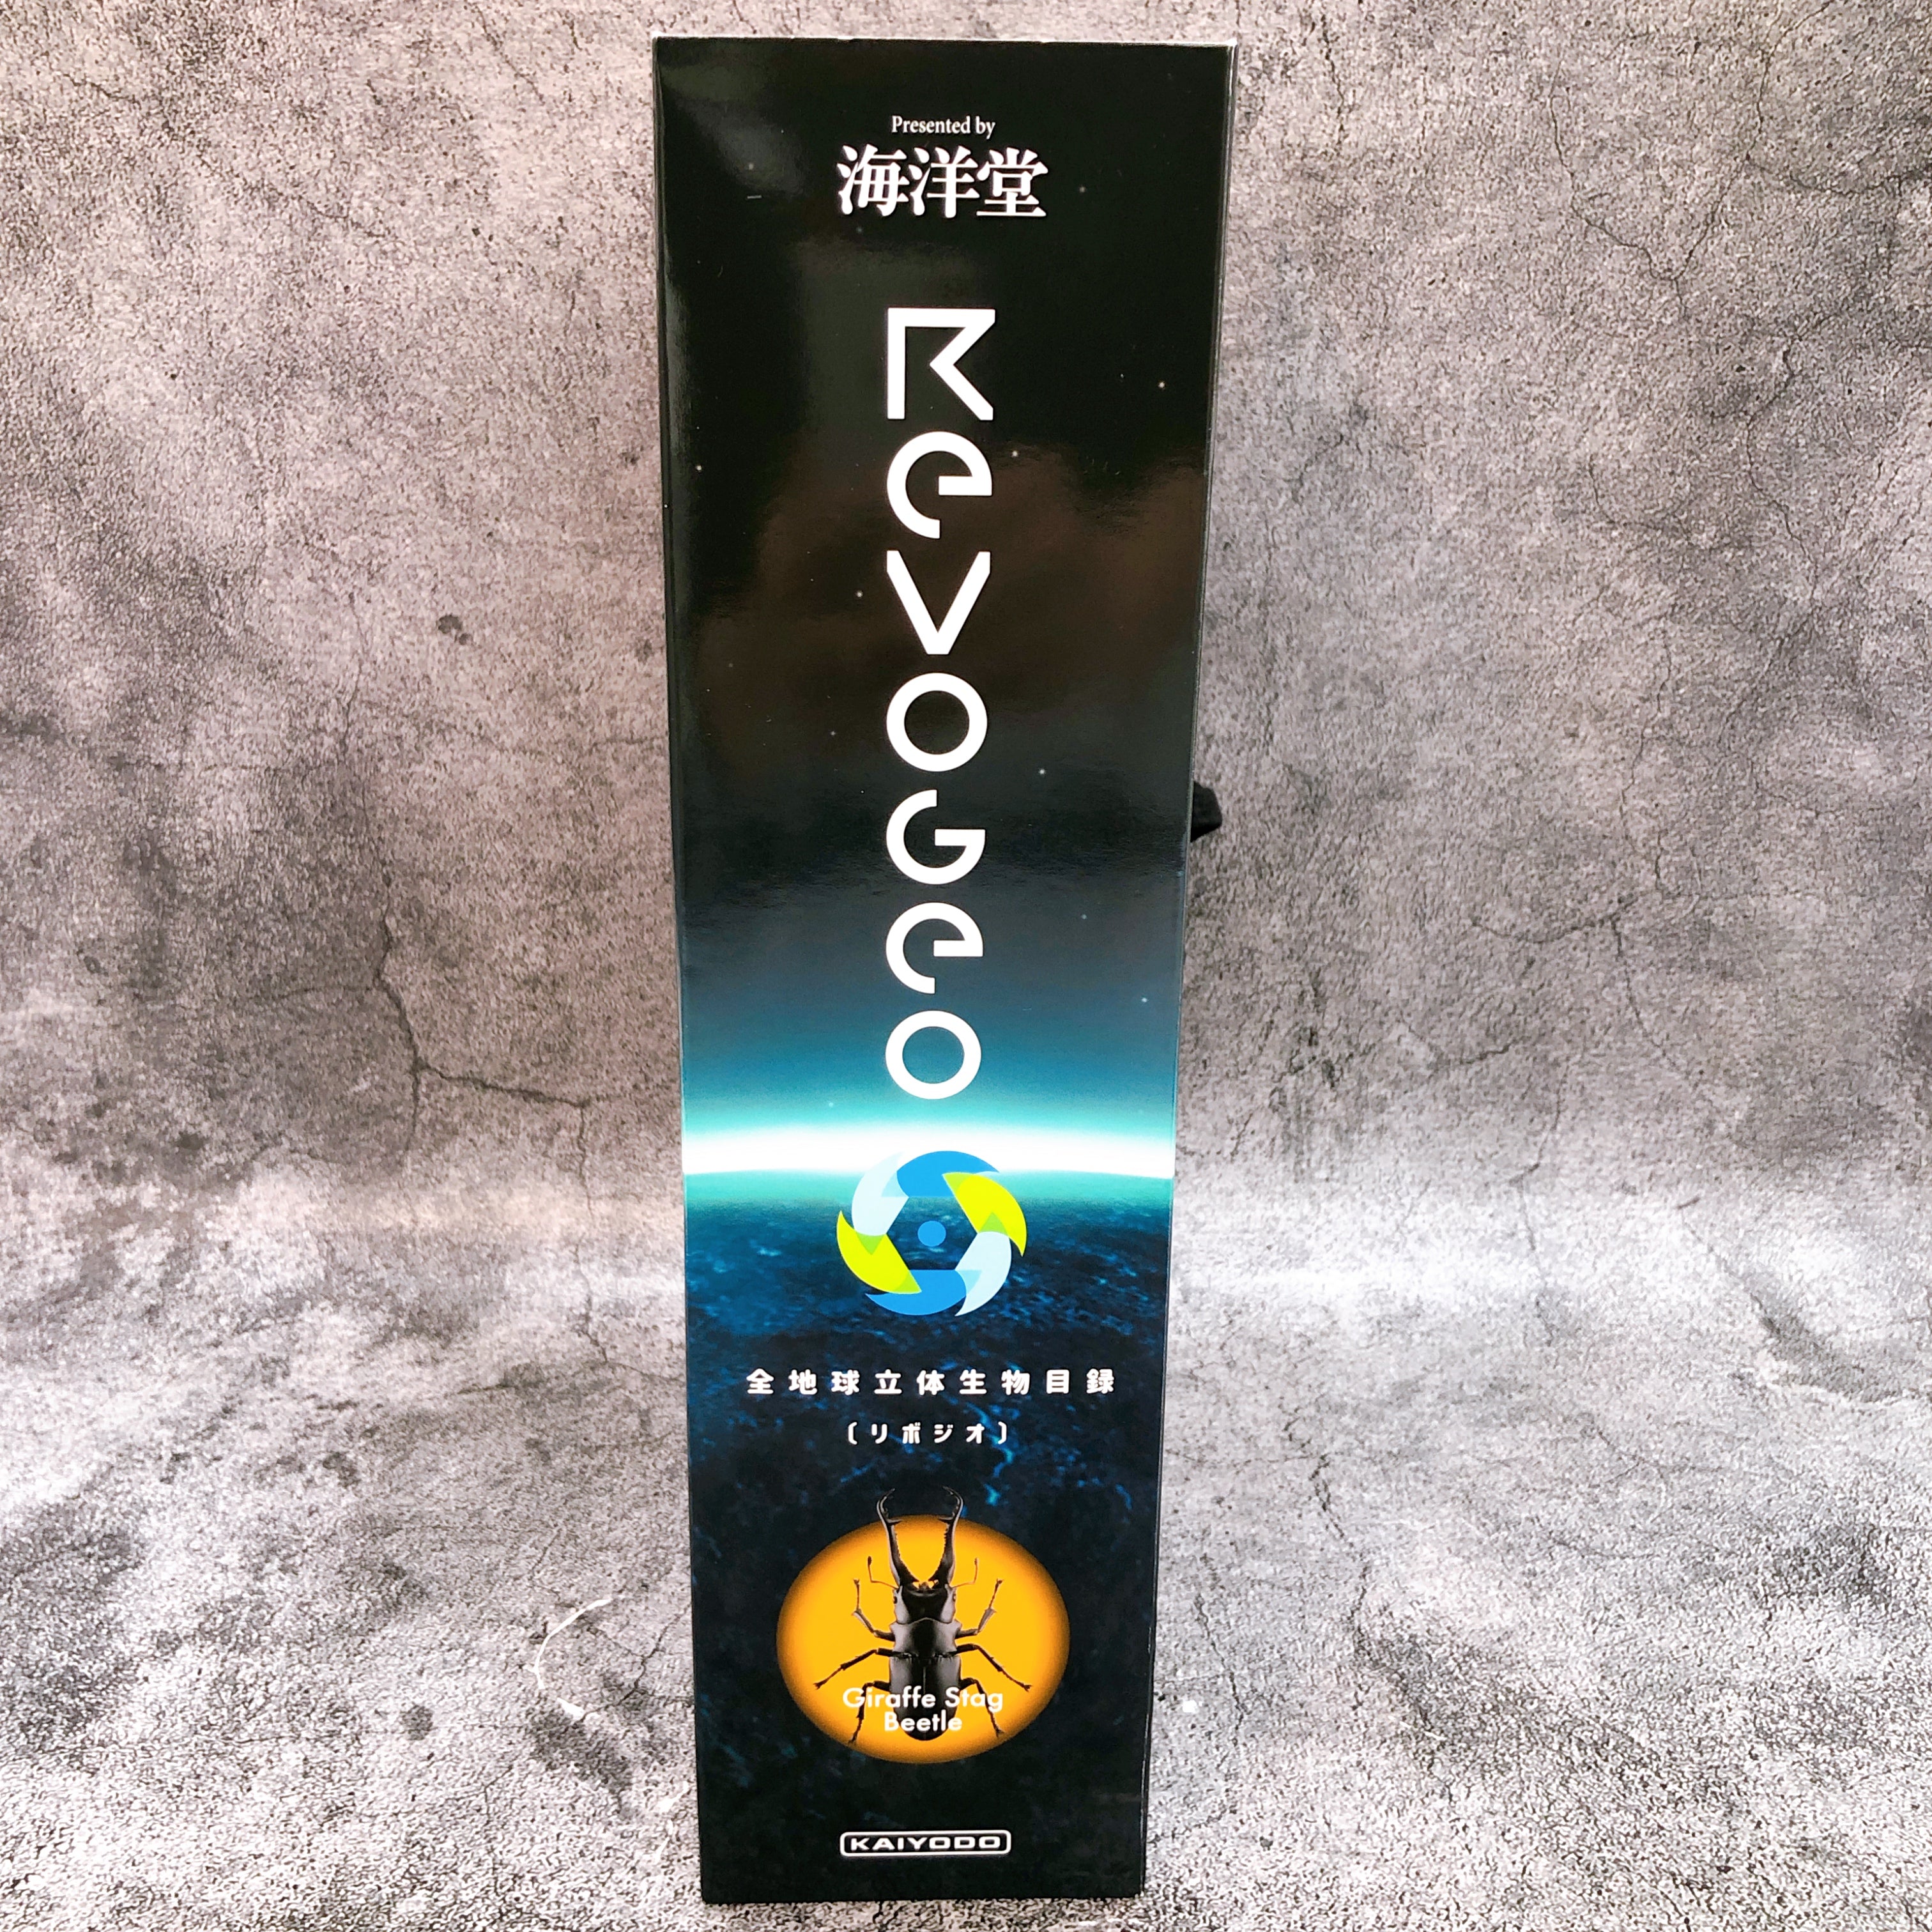 Presented by
海洋堂
RevoGeo
全地球立体生物目録
〔リボジオ〕
Giraffe Stag
Beetle
KAIYODO